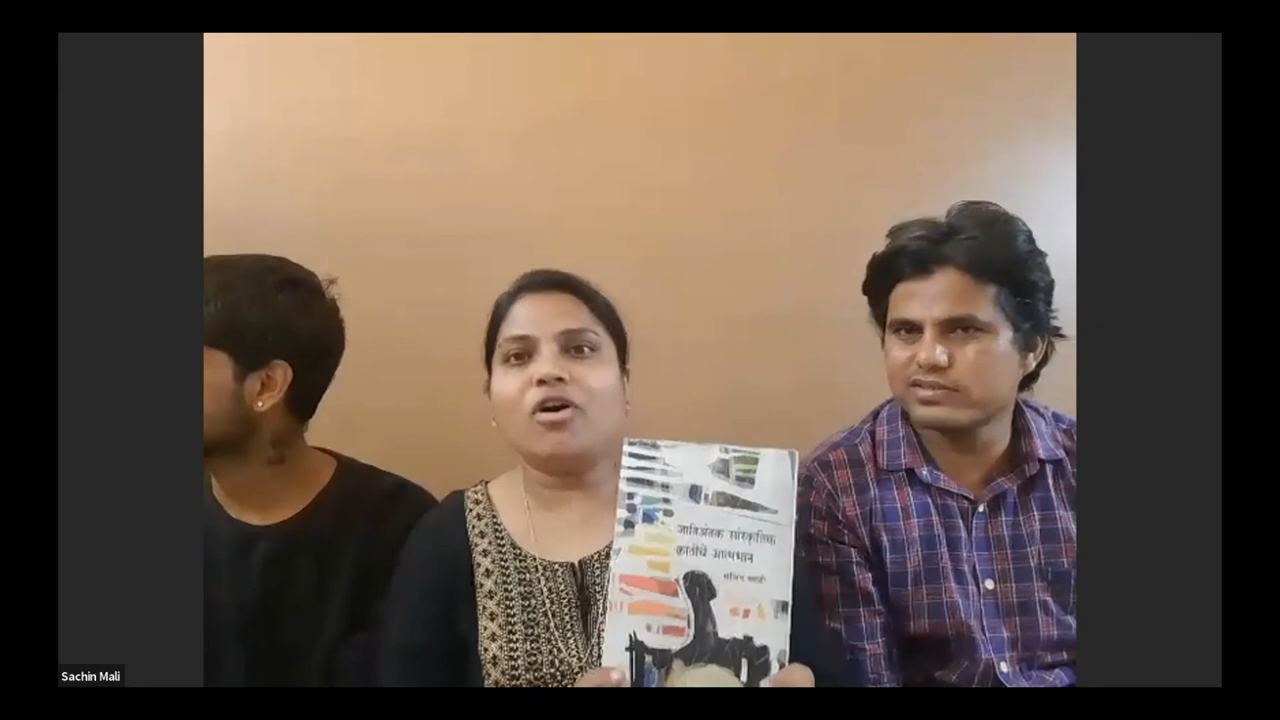 जातिअंतक सांस्कृतिक
क्रांतीचे आत्मभान
सचिन माळी
Sachin Mali